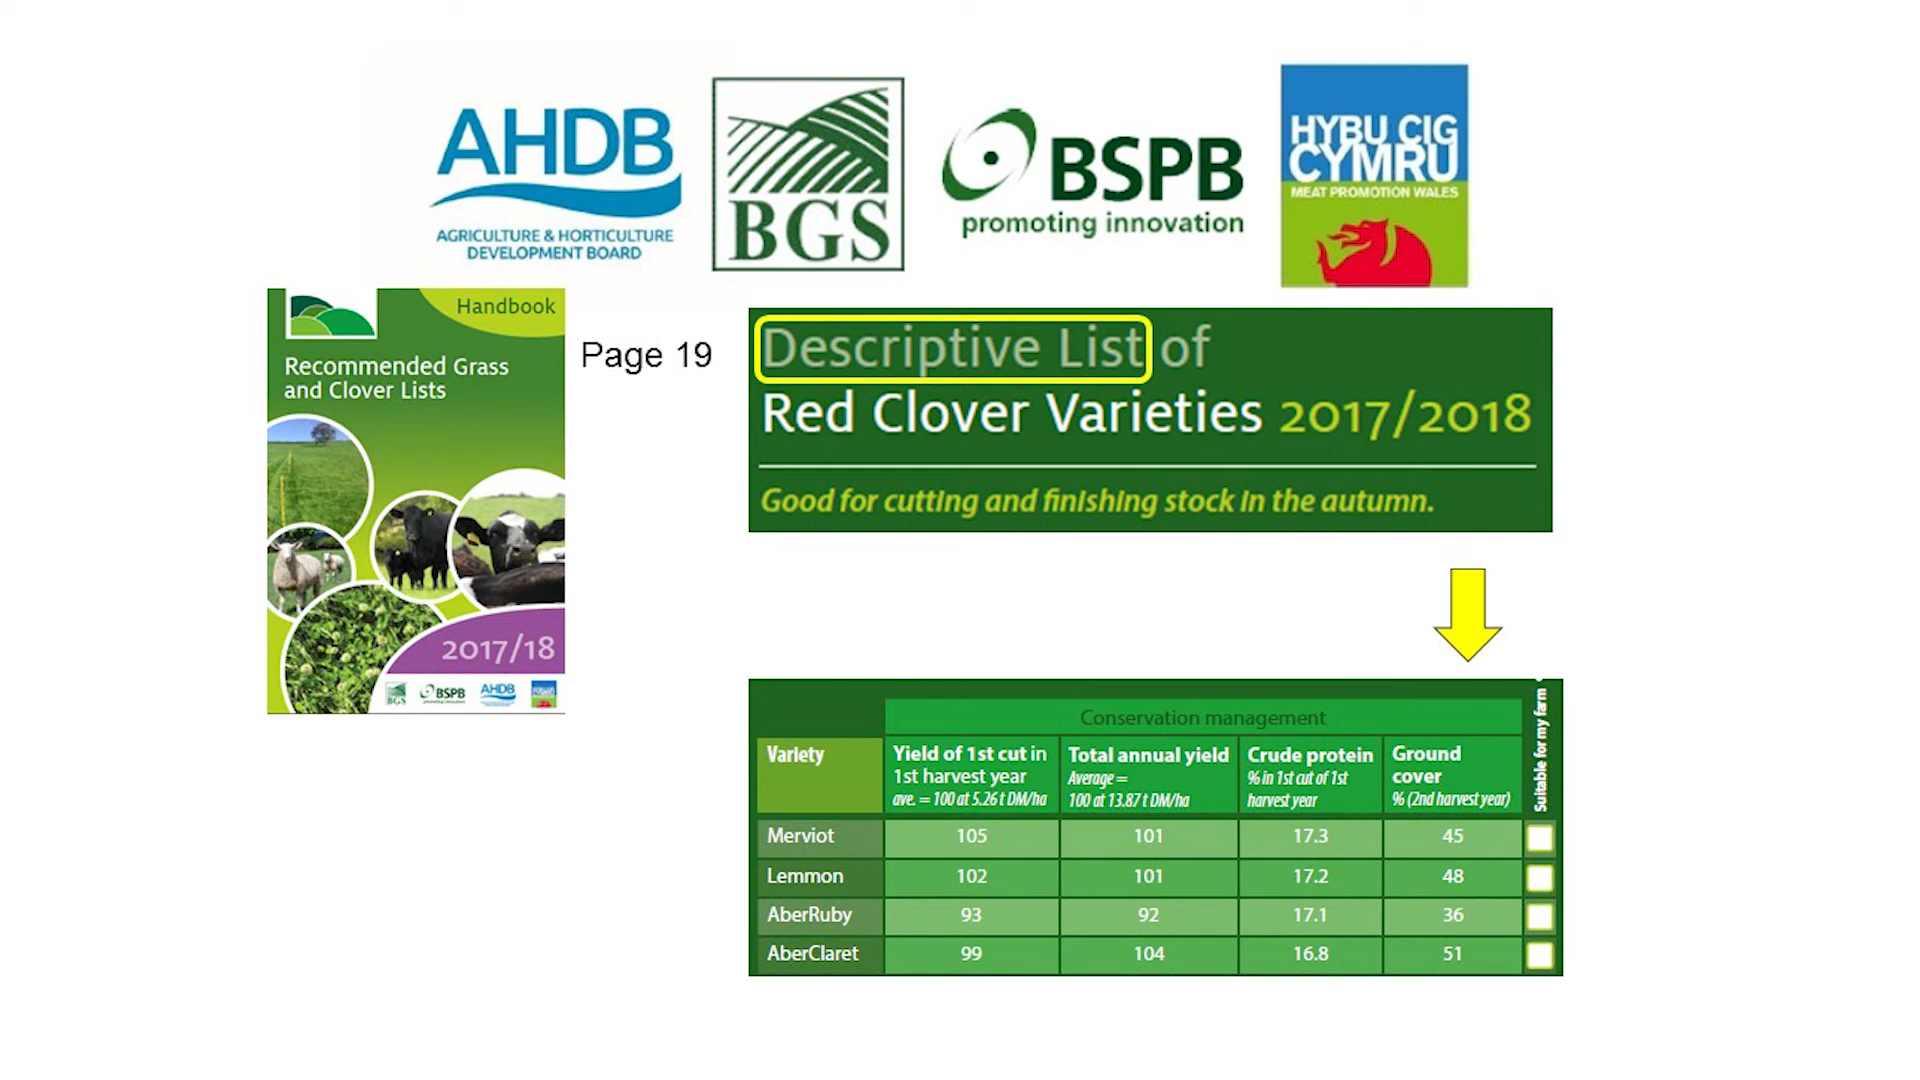 AHDB
AGRICULTURE & HORTICULTURE
DEVELOPMENT BOARD
BGS
BSPB
promoting innovation
HYBU CIG
CYMRU
MEAT PROMOTION WALES
Handbook
Recommended Grass
and Clover Lists
2017/18
BGS
BSPB
AHDB
Page 19
Descriptive List of
Red Clover Varieties 2017/2018
Good for cutting and finishing stock in the autumn.
Conservation management
Suitable for my farm
Variety
Yield of 1st cut in
1st harvest year
ave. = 100 at 5.26 t DM/ha
Total annual yield
Average =
100 at 13.87 t DM/ha
Crude protein
% in 1st cut of 1st
harvest year
Ground
cover
% (2nd harvest year)
Merviot 105 101 17.3 45
Lemmon 102 101 17.2 48
AberRuby 93 92 17.1 36
AberClaret 99 104 16.8 51